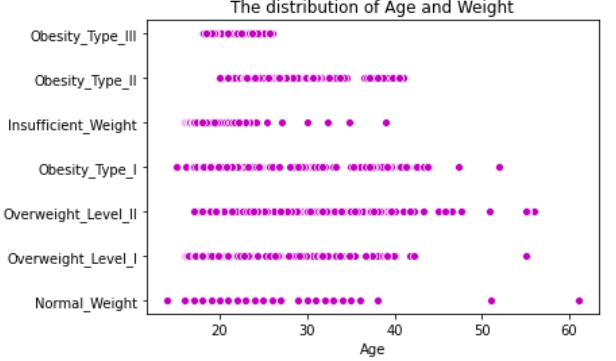 The distribution of Age and Weight
Obesity_Type_III
Obesity_Type_II
Insufficient_Weight
Obesity_Type_I
Overweight_Level_II
Overweight_Level_I
Normal_Weight
20 30 40 50 60
Age